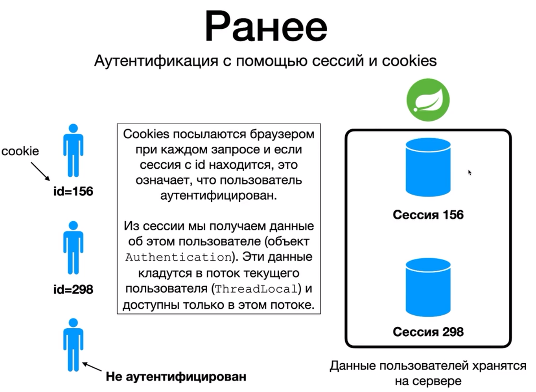 Ранее
Аутентификация с помощью сессий и cookies
cookie
id=156
id=298
Не аутентифицирован
Cookies посылаются браузером
при каждом запросе и если
сессия с id находится, это
означает, что пользователь
аутентифицирован.
Из сессии мы получаем данные
об этом пользователе (объект
Authentication). Эти данные
кладутся в поток текущего
пользователя (ThreadLocal) и
доступны только в этом потоке.
Сессия 156
Сессия 298
Данные пользователей хранятся
на сервере